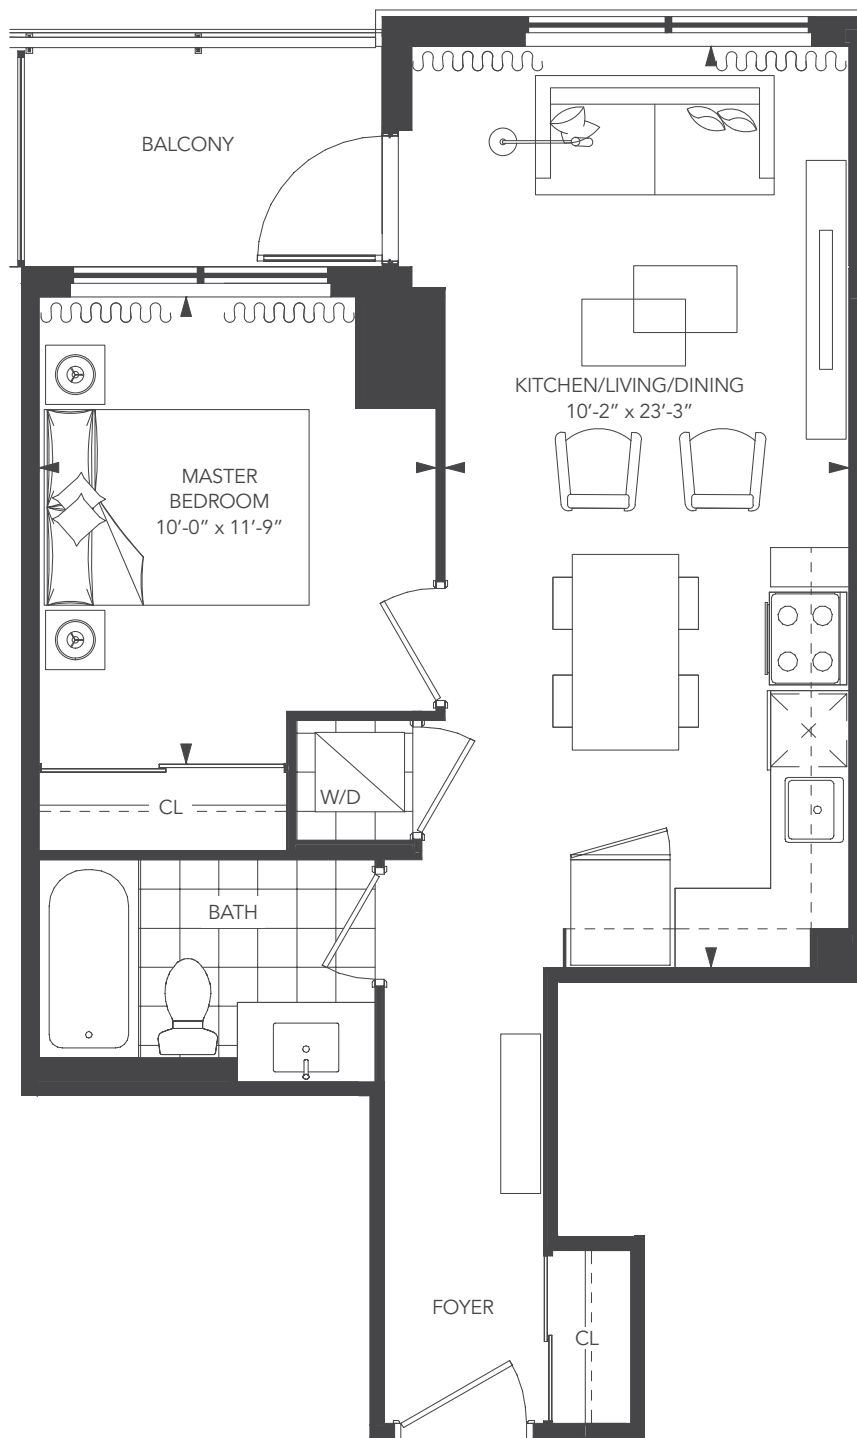 BALCONY
KITCHEN/LIVING/DINING
10'-2" x 23'-3"
MASTER
BEDROOM
10'-0" x 11'-9"
W/D
CL
BATH
FOYER
CL